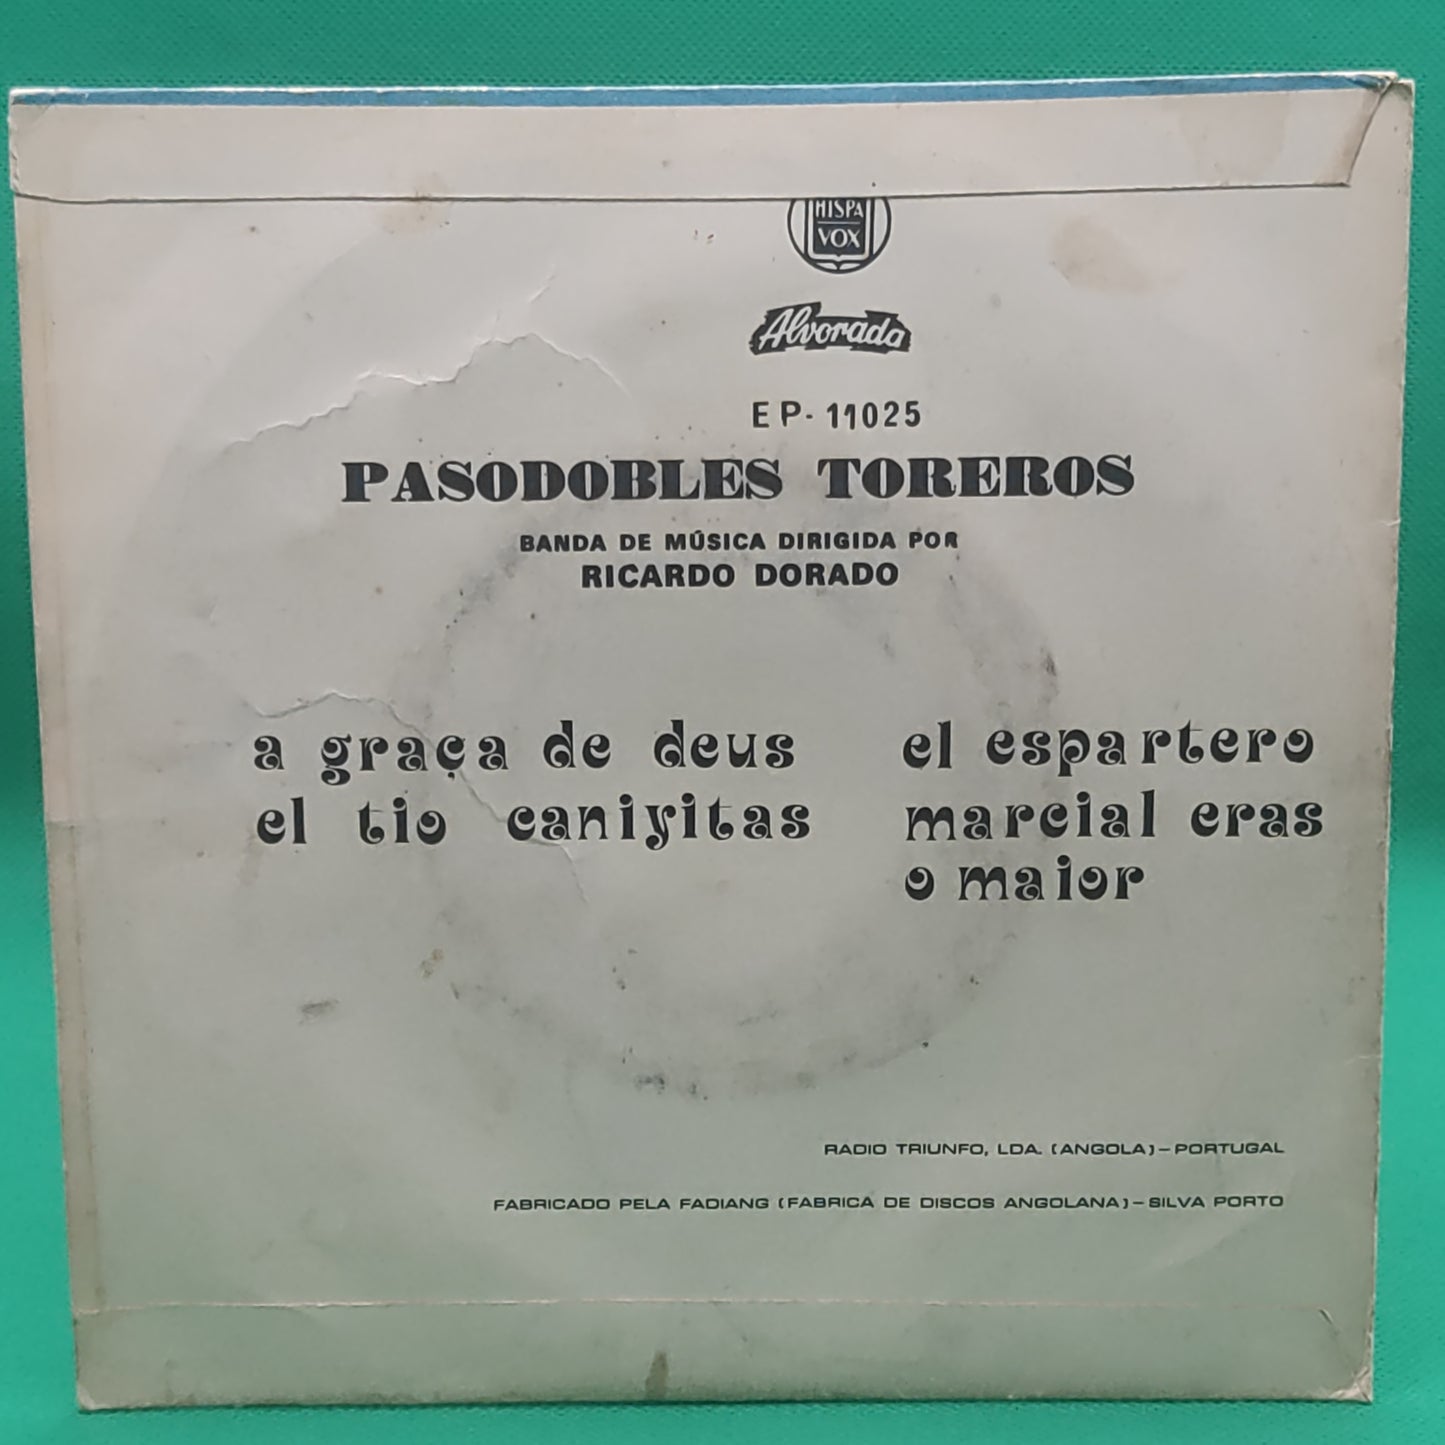 HISPA
VOX
Alvorada
EP-11025
PASODOBLES TOREROS
BANDA DE MÚSICA DIRIGIDA POR
RICARDO DORADO
a graça de deus
el tio caniyitas
el espartero
marcial eras
o maior
RADIO TRIUNFO, LDA. (ANGOLA)-PORTUGAL
FABRICADO PELA FADIANG (FABRICA DE DISCOS ANGOLANA)-SILVA PORTO